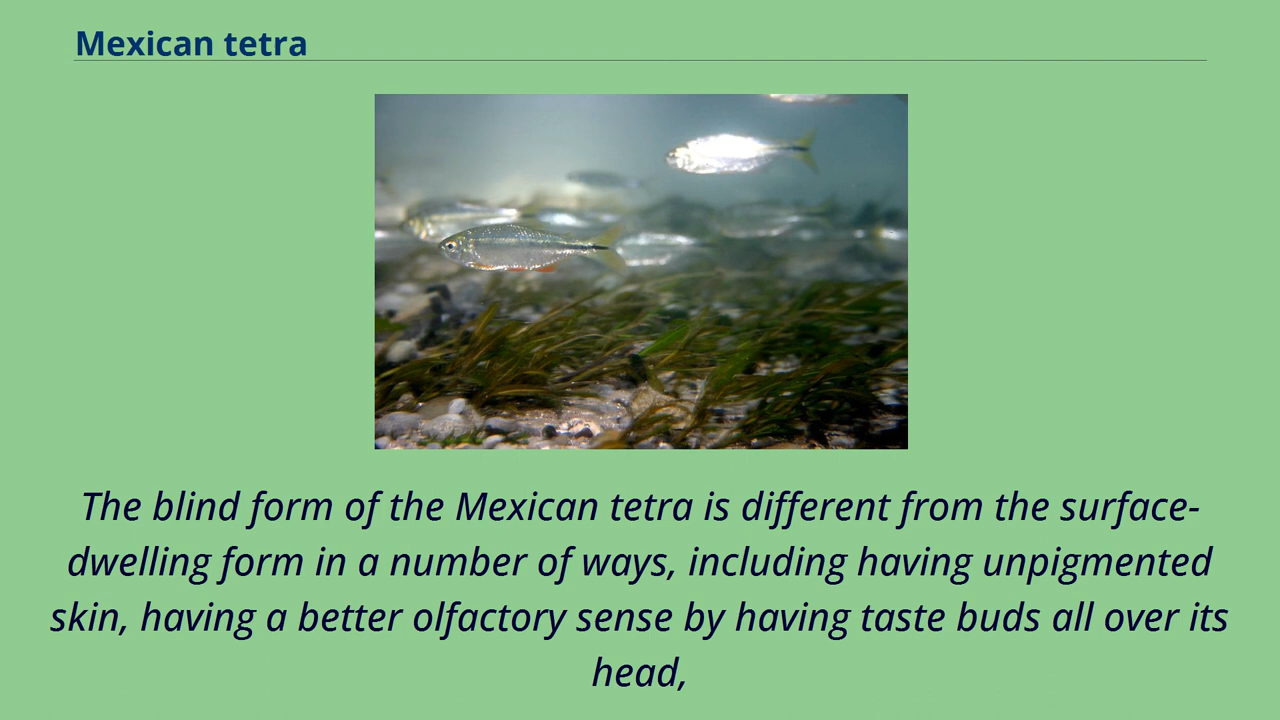 Mexican tetra
The blind form of the Mexican tetra is different from the surface-
dwelling form in a number of ways, including having unpigmented
skin, having a better olfactory sense by having taste buds all over its
head,